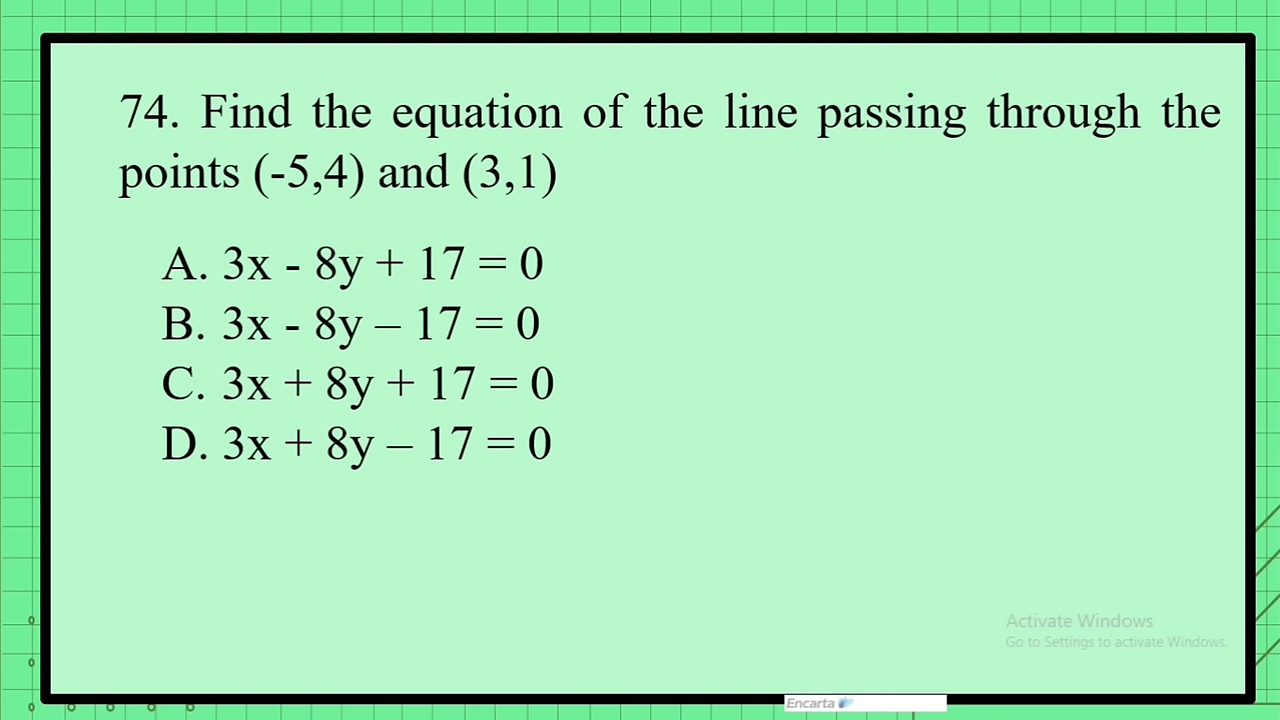 74. Find the equation of the line passing through the
points (-5,4) and (3,1)
A. 3x - 8y + 17 = 0
B. 3x - 8y – 17 = 0
C. 3x + 8y + 17 = 0
D. 3x + 8y – 17 = 0
Activate Windows
Go to Settings to activate Windows.
Encarta